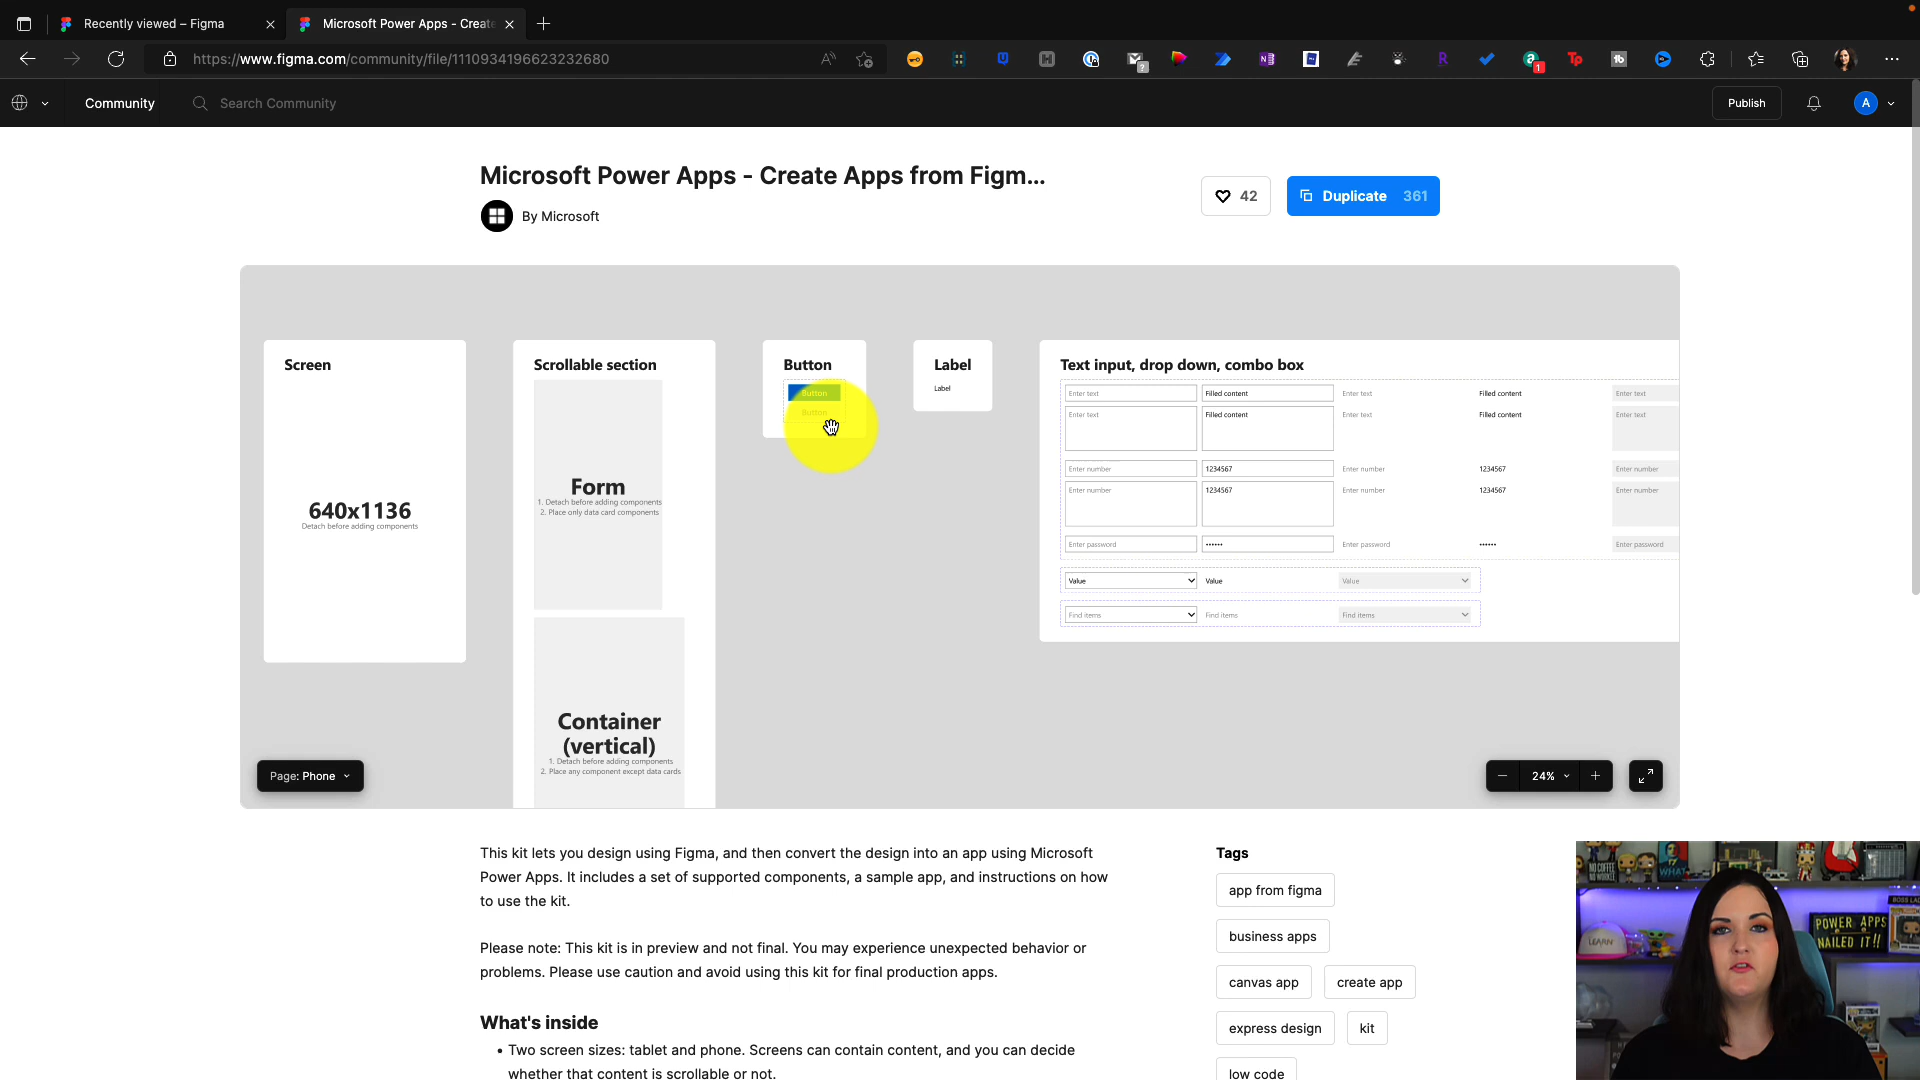 Recently viewed – Figma
Microsoft Power Apps - Create
https://www.figma.com/community/file/1110934196623232680
Community
Search Community
Publish
A
Microsoft Power Apps - Create Apps from Figm...
By Microsoft
42
Duplicate 361
Screen
640x1136
Detach before adding components
Scrollable section
Form
1. Detach before adding components
2. Place only data card components
Container
(vertical)
1. Detach before adding components
2. Place any component except data cards
Button
Button
Button
Label
Label
Text input, drop down, combo box
Enter text Filled content Enter text Filled content Enter text
Enter text Filled content Enter text Filled content Enter text
Enter number 1234567 Enter number 1234567 Enter number
Enter number 1234567 Enter number 1234567 Enter number
Enter password •••••• Enter password •••••• Enter password
Value Value Value
Find items Find items Find items
Page: Phone
24%
This kit lets you design using Figma, and then convert the design into an app using Microsoft
Power Apps. It includes a set of supported components, a sample app, and instructions on how
to use the kit.
Please note: This kit is in preview and not final. You may experience unexpected behavior or
problems. Please use caution and avoid using this kit for final production apps.
What's inside
• Two screen sizes: tablet and phone. Screens can contain content, and you can decide
whether that content is scrollable or not.
Tags
app from figma
business apps
canvas app
create app
express design
kit
low code
NO COFFEE
NO WORKEE
WHAT
BOSS LADY
LEARN
POWER APPS
NAILED IT!!